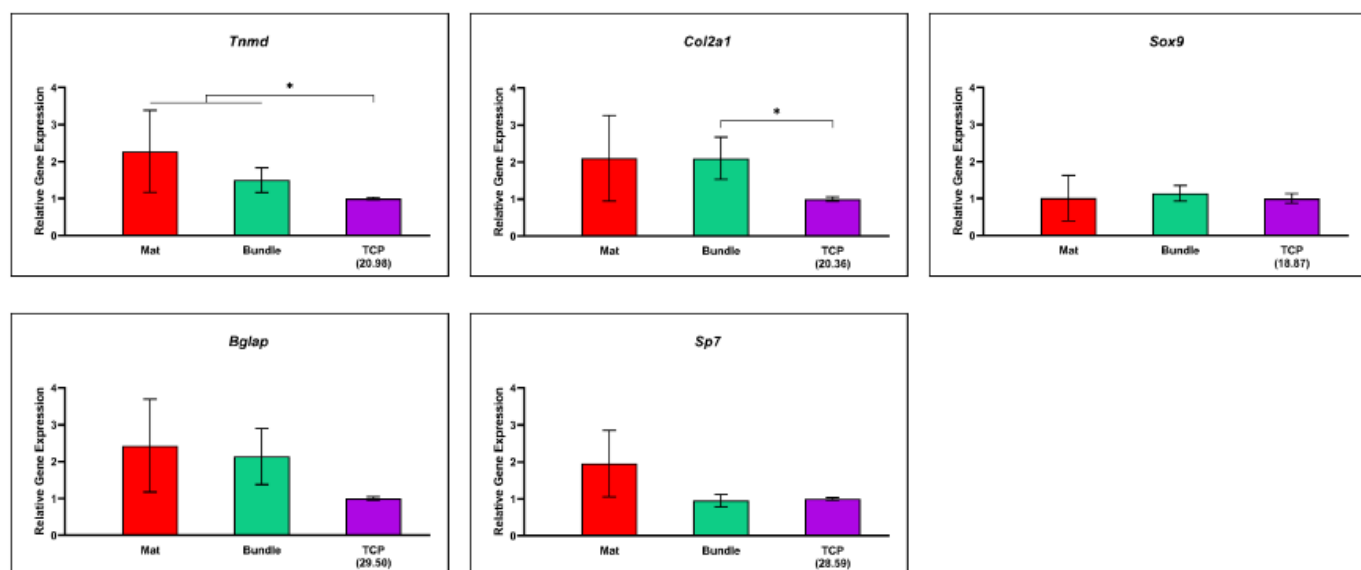 Tnmd
*
Relative Gene Expression
4
3
2
1
0
Mat Bundle TCP
(20.98)
Col2a1
*
Relative Gene Expression
4
3
2
1
0
Mat Bundle TCP
(20.36)
Sox9
Relative Gene Expression
4
3
2
1
0
Mat Bundle TCP
(18.87)
Bglap
Relative Gene Expression
4
3
2
1
0
Mat Bundle TCP
(29.50)
Sp7
Relative Gene Expression
4
3
2
1
0
Mat Bundle TCP
(28.59)